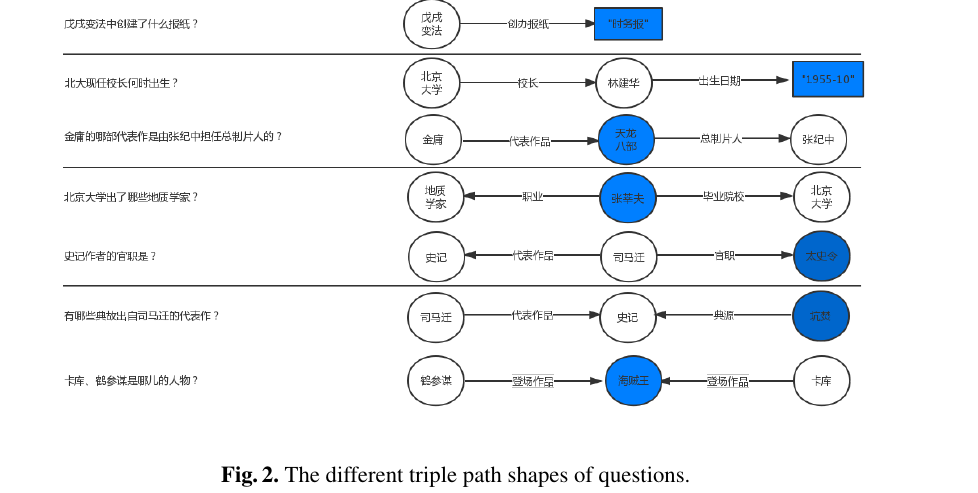 戊戌变法中创建了什么报纸？ 戊戌 变法 创办报纸 "时务报"
北大现任校长何时出生？ 北京 大学 校长 林建华 出生日期 "1955-10"
金庸的哪部代表作是由张纪中担任总制片人的？ 金庸 代表作品 天龙 八部 总制片人 张纪中
北京大学出了哪些地质学家？ 地质 学家 职业 张莘夫 毕业院校 北京 大学
史记作者的官职是？ 史记 代表作品 司马迁 官职 太史令
有哪些典故出自司马迁的代表作？ 司马迁 代表作品 史记 典源
卡库、鹤参谋是哪儿的人物？ 鹤参谋 登场作品 海贼王 登场作品 卡库
Fig. 2. The different triple path shapes of questions.